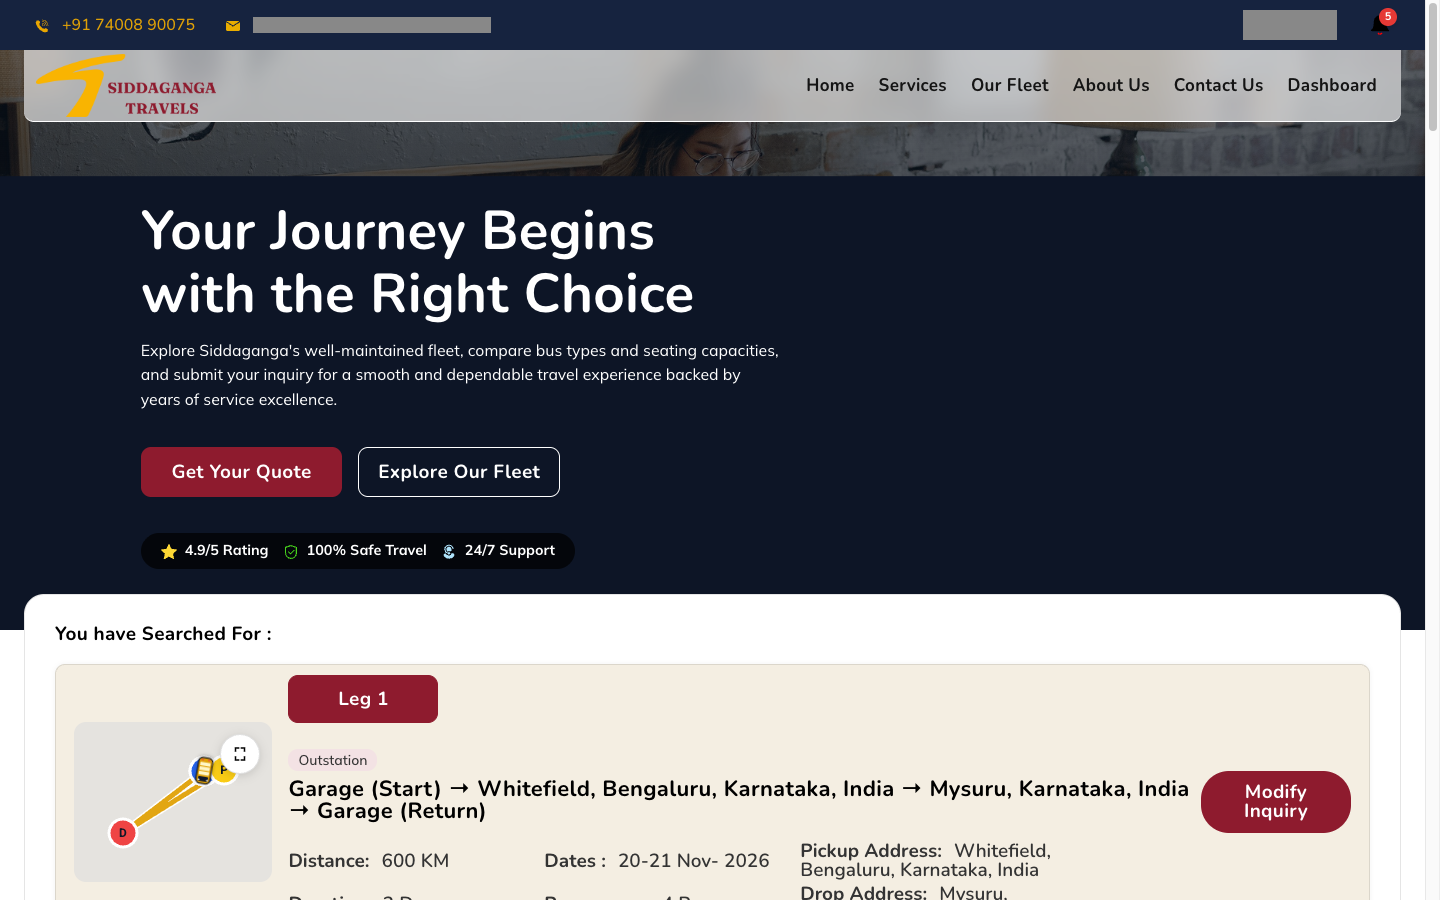 +91 74008 90075
5
SIDDAGANGA
TRAVELS
Home Services Our Fleet About Us Contact Us Dashboard
Your Journey Begins
with the Right Choice
Explore Siddaganga's well-maintained fleet, compare bus types and seating capacities,
and submit your inquiry for a smooth and dependable travel experience backed by
years of service excellence.
Get Your Quote Explore Our Fleet
4.9/5 Rating 100% Safe Travel 24/7 Support
You have Searched For :
Leg 1
Outstation
Garage (Start) → Whitefield, Bengaluru, Karnataka, India → Mysuru, Karnataka, India
→ Garage (Return)
Modify
Inquiry
P
D
Distance: 600 KM
Dates : 20-21 Nov- 2026
Pickup Address: Whitefield,
Bengaluru, Karnataka, India
Drop Address: Mysuru,